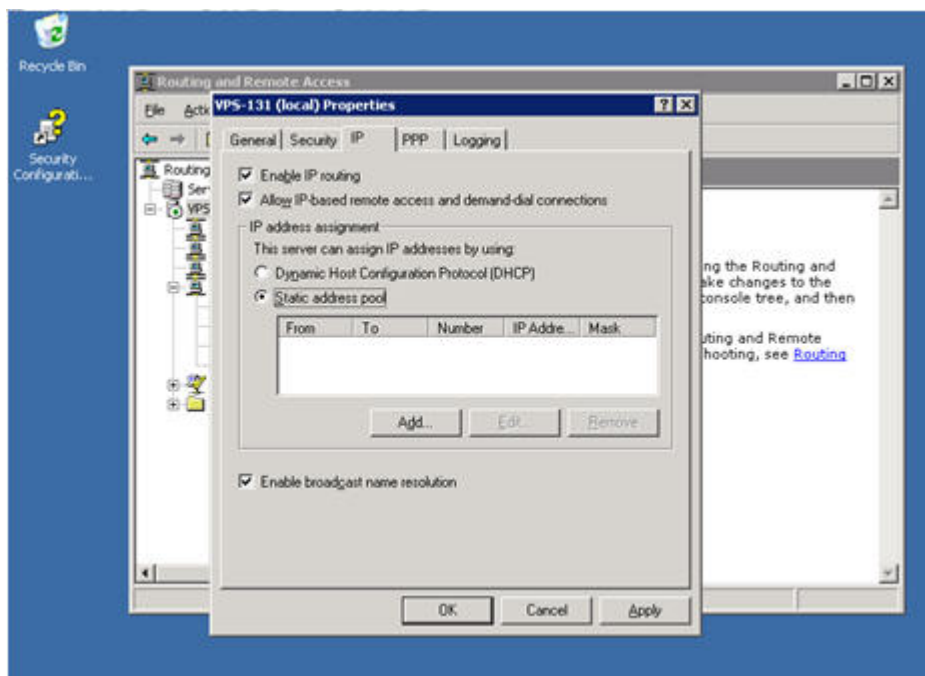 Recycle Bin
Security
Configurati...
Routing and Remote Access
File Acti
VPS-131 (local) Properties
General Security IP PPP Logging
Routing
Ser
VPS
Enable IP routing
Allow IP-based remote access and demand-dial connections
IP address assignment
This server can assign IP addresses by using:
Dynamic Host Configuration Protocol (DHCP)
Static address pool
From To Number IP Addre... Mask
Add... Edit... Remove
Enable broadcast name resolution
OK Cancel Apply
ng the Routing and
ake changes to the
console tree, and then
uting and Remote
hooting, see Routing